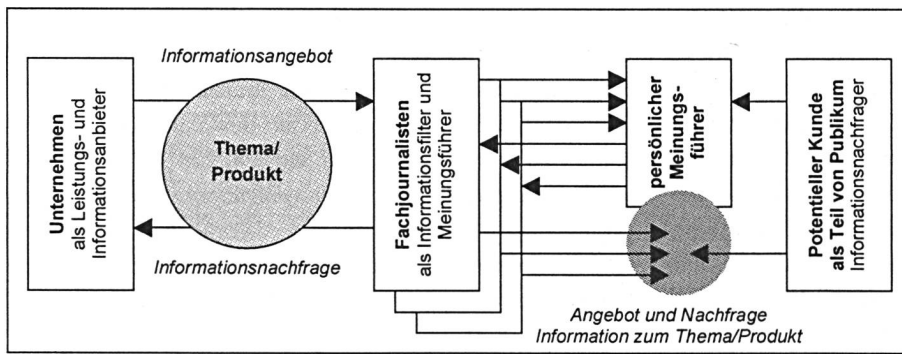 Informationsangebot
Unternehmen
als Leistungs- und
Informationsanbieter
Thema/
Produkt
Informationsnachfrage
Fachjournalisten
als Informationsfilter und
Meinungsführer
persönlicher
Meinungs-
führer
Potentieller Kunde
als Teil von Publikum
Informationsnachfrager
Angebot und Nachfrage
Information zum Thema/Produkt